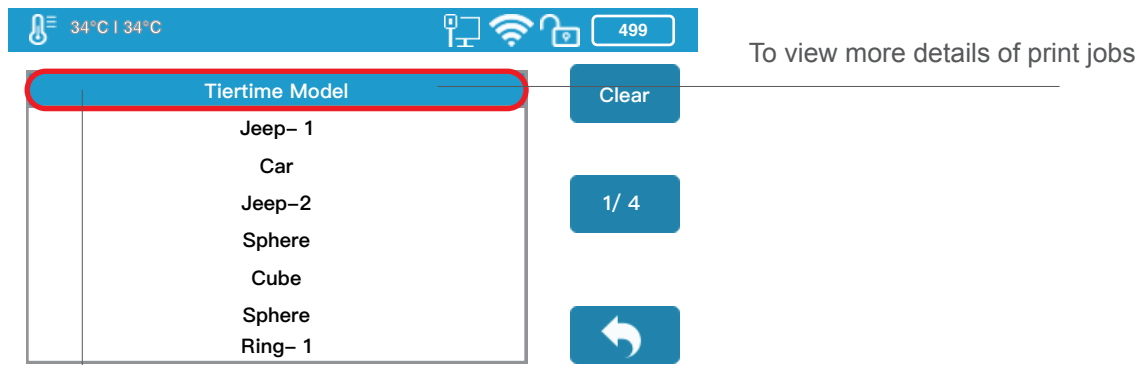 34°C | 34°C
499
To view more details of print jobs
Tiertime Model
Clear
Jeep– 1
Car
Jeep–2
1/ 4
Sphere
Cube
Sphere
Ring– 1